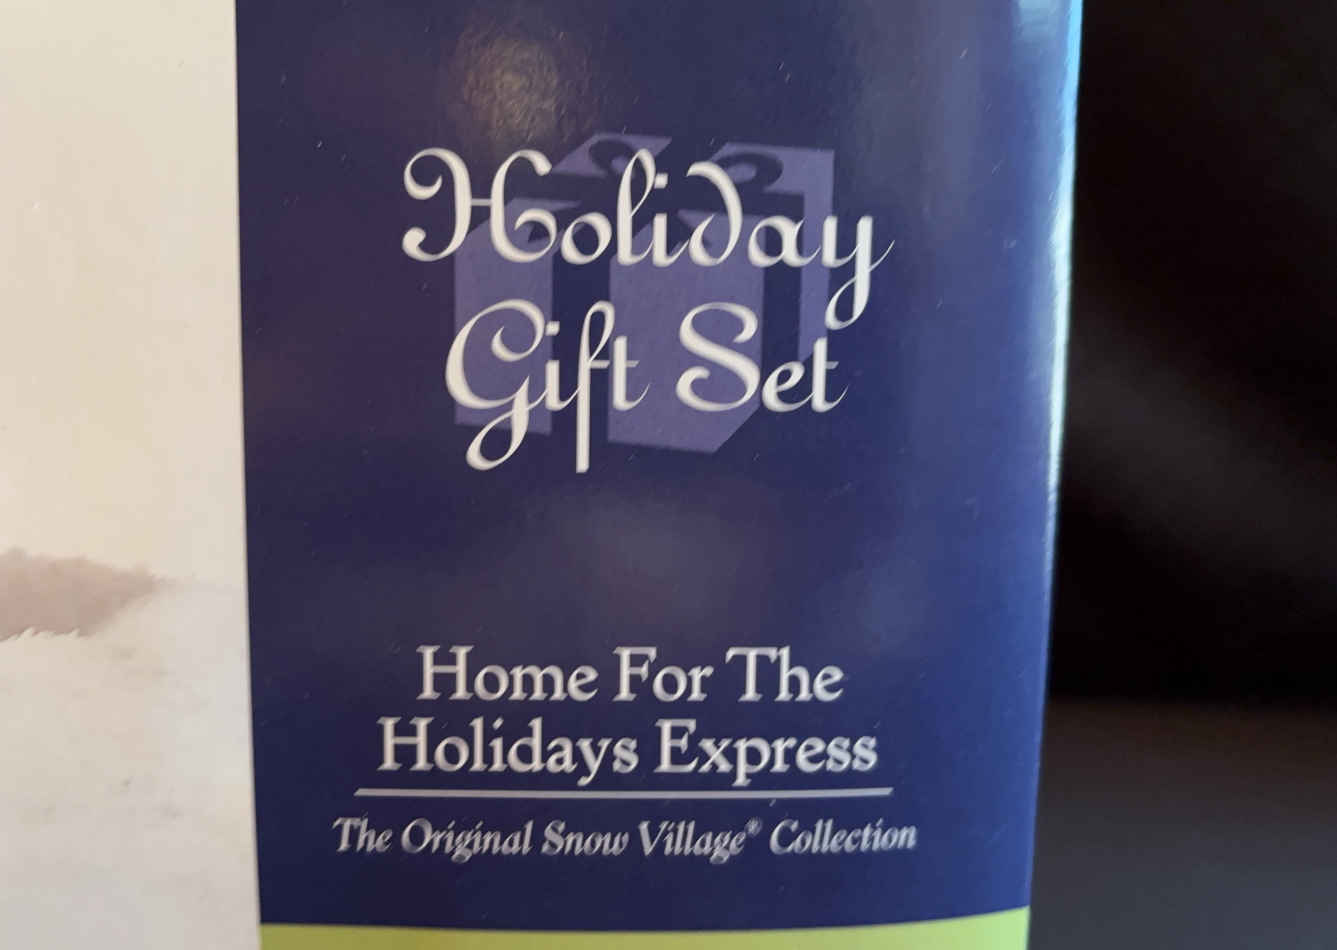 Holiday
Gift Set
Home For The
Holidays Express
The Original Snow Village® Collection